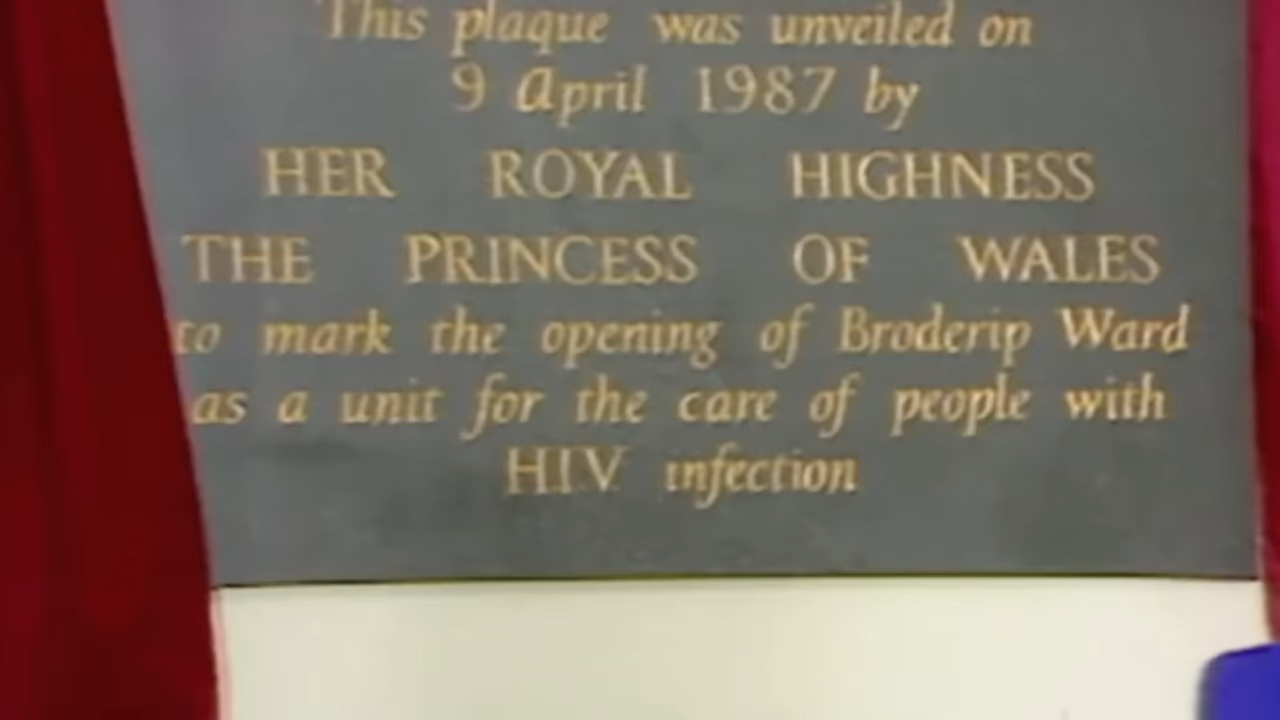 This plaque was unveiled on
9 April 1987 by
HER ROYAL HIGHNESS
THE PRINCESS OF WALES
to mark the opening of Broderip Ward
as a unit for the care of people with
HIV infection